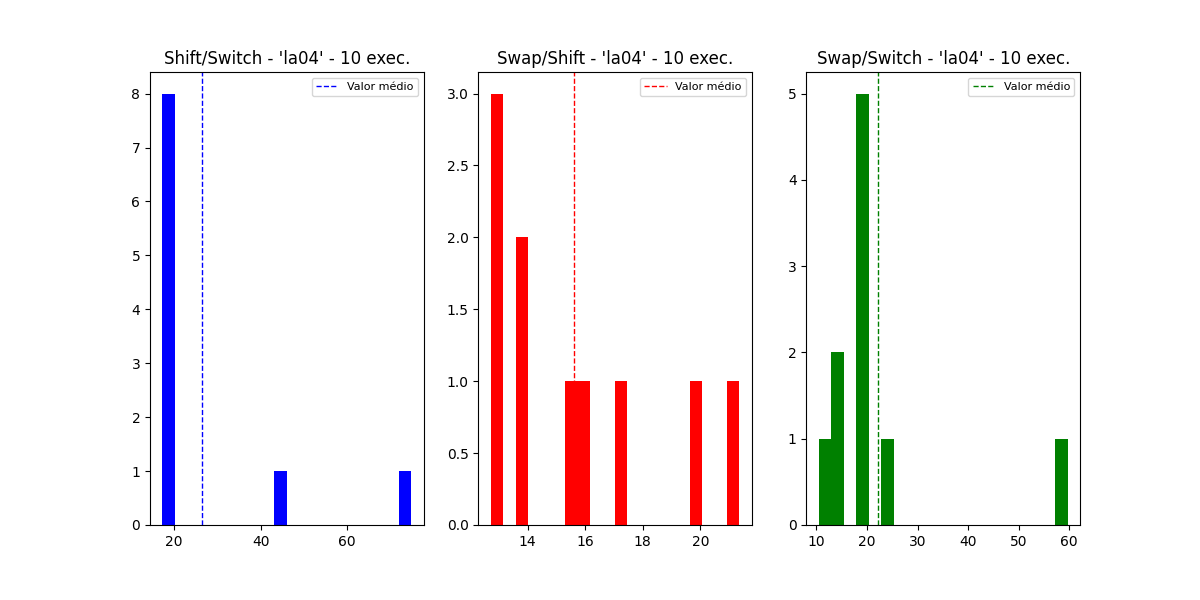 Shift/Switch - 'la04' - 10 exec.
Valor médio
8
7
6
5
4
3
2
1
0
20 40 60
Swap/Shift - 'la04' - 10 exec.
Valor médio
3.0
2.5
2.0
1.5
1.0
0.5
0.0
14 16 18 20
Swap/Switch - 'la04' - 10 exec.
Valor médio
5
4
3
2
1
0
10 20 30 40 50 60